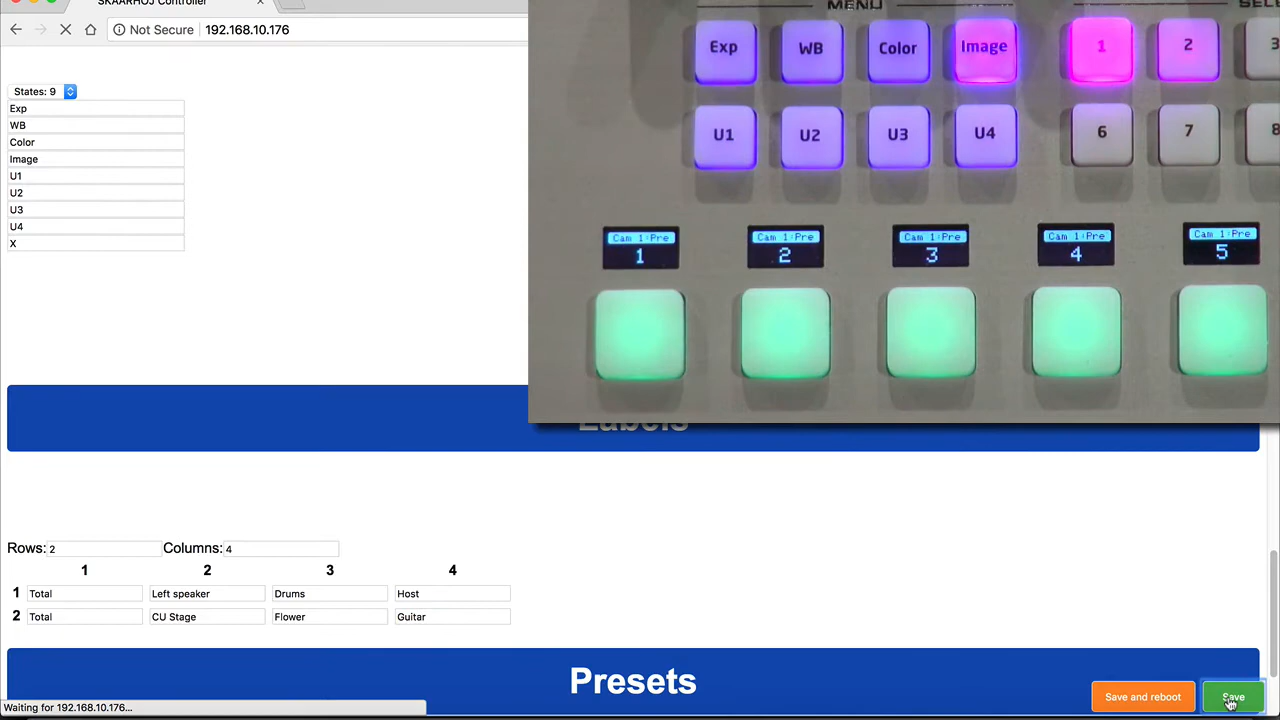 SKAARHOJ Controller
Not Secure 192.168.10.176
States: 9
Exp
WB
Color
Image
U1
U2
U3
U4
X
MENU
Exp WB Color Image 1 2 3
U1 U2 U3 U4 6 7 8
Cam 1:Pre Cam 1:Pre Cam 1:Pre Cam 1:Pre Cam 1:Pre
1 2 3 4 5
Labels
Rows: 2 Columns: 4
1 2 3 4
1 Total Left speaker Drums Host
2 Total CU Stage Flower Guitar
Presets
Save and reboot Save
Waiting for 192.168.10.176...